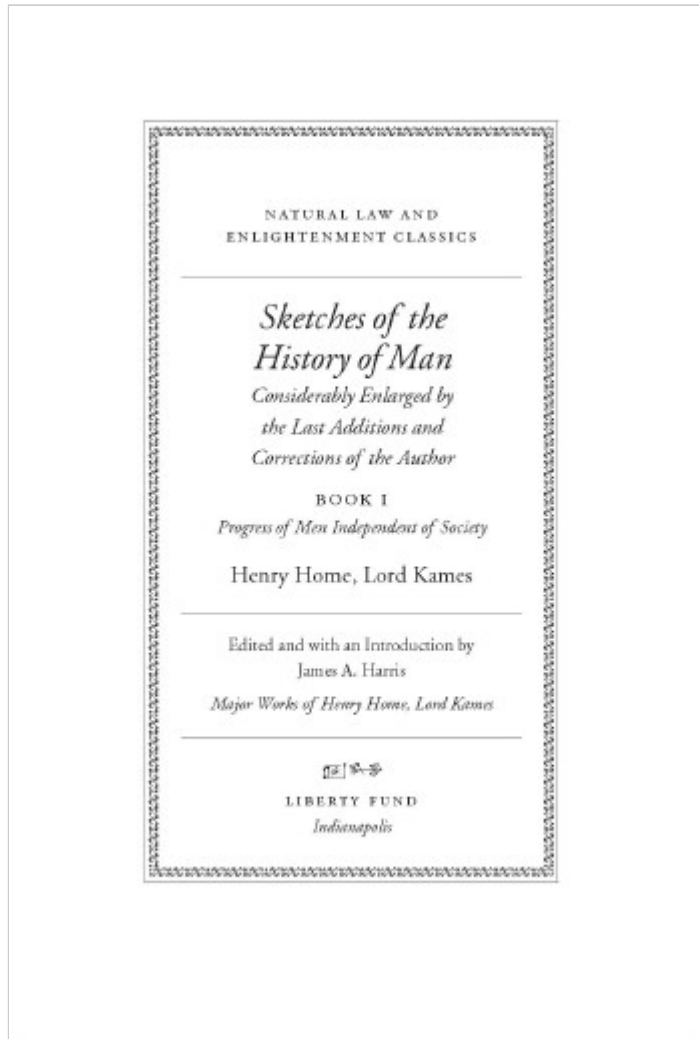 NATURAL LAW AND
ENLIGHTENMENT CLASSICS
Sketches of the
History of Man
Considerably Enlarged by
the Last Additions and
Corrections of the Author
BOOK I
Progress of Men Independent of Society
Henry Home, Lord Kames
Edited and with an Introduction by
James A. Harris
Major Works of Henry Home, Lord Kames
LIBERTY FUND
Indianapolis